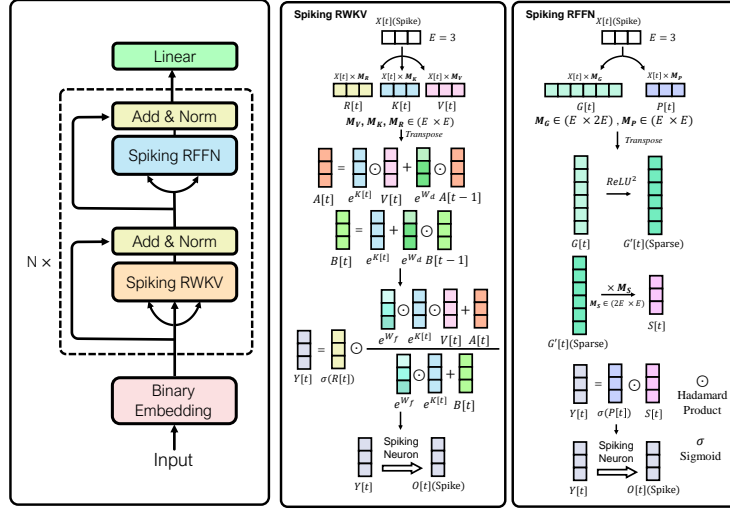 Linear
Add & Norm
Spiking RFFN
Add & Norm
N ×
Spiking RWKV
Binary
Embedding
Input
Spiking RWKV
X[t](Spike)
E = 3
X[t] × M_R X[t] × M_K X[t] × M_V
R[t] K[t] V[t]
M_V, M_K, M_R ∈ (E × E)
Transpose
= ⊙ + ⊙
A[t] e^{K[t]} V[t] e^{W_d} A[t − 1]
= + ⊙
B[t] e^{K[t]} e^{W_d} B[t − 1]
⊙ ⊙ +
e^{W_f} e^{K[t]} V[t] A[t]
= ⊙
Y[t] σ(R[t])
⊙ +
e^{W_f} e^{K[t]} B[t]
Spiking
Neuron
Y[t] O[t](Spike)
Spiking RFFN
X[t](Spike)
E = 3
X[t] × M_G X[t] × M_P
G[t] P[t]
M_G ∈ (E × 2E) , M_P ∈ (E × E)
Transpose
ReLU²
G[t] G′[t](Sparse)
× M_S
M_S ∈ (2E × E)
S[t]
G′[t](Sparse)
= ⊙
Y[t] σ(P[t]) S[t]
⊙
Hadamard
Product
Spiking
Neuron
σ
Sigmoid
Y[t] O[t](Spike)